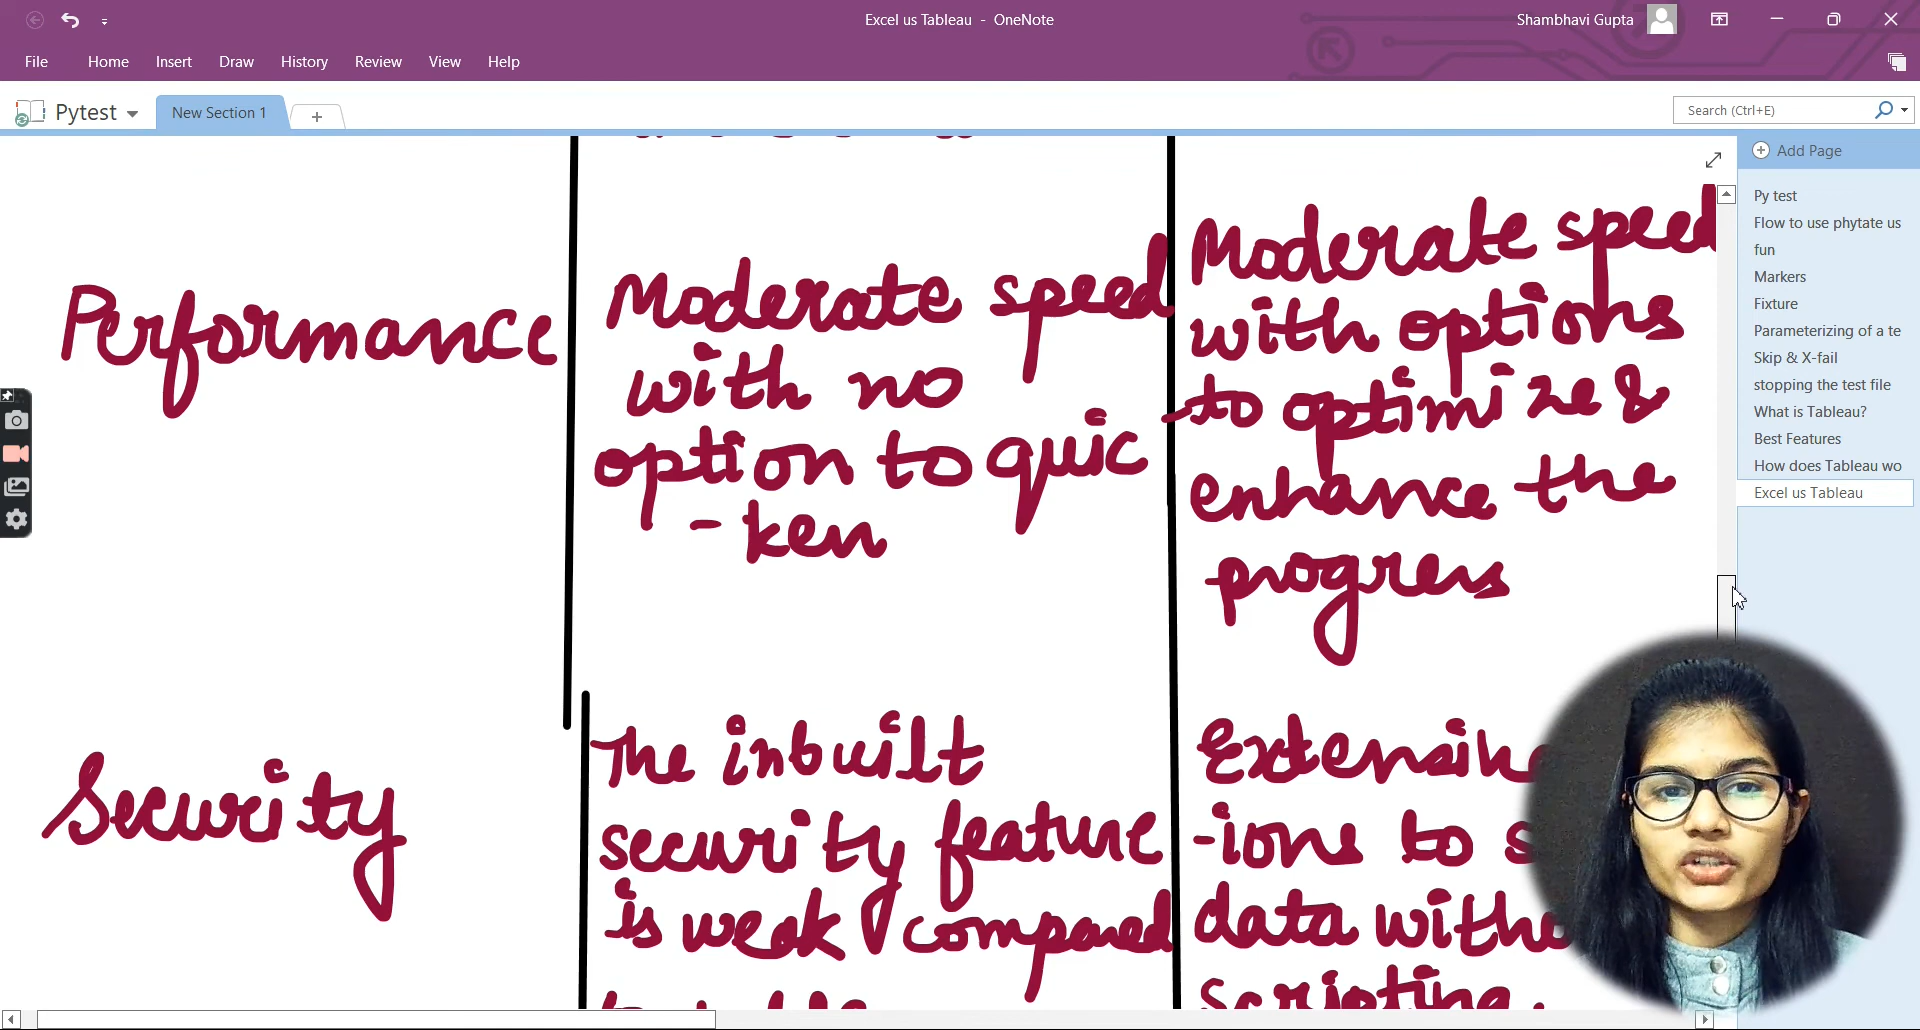 Excel us Tableau - OneNote
Shambhavi Gupta
File Home Insert Draw History Review View Help
Pytest
New Section 1
+
Search (Ctrl+E)
Add Page
Py test
Flow to use phytate us
fun
Markers
Fixture
Parameterizing of a te
Skip & X-fail
stopping the test file
What is Tableau?
Best Features
How does Tableau wo
Excel us Tableau
Performance
Moderate speed
with no
option to quic
-ken
Moderate speed
with options
-to optimize &
enhance the
progress
Security
The inbuilt
security feature
is weak compared
-ions to
data witho
scripting.